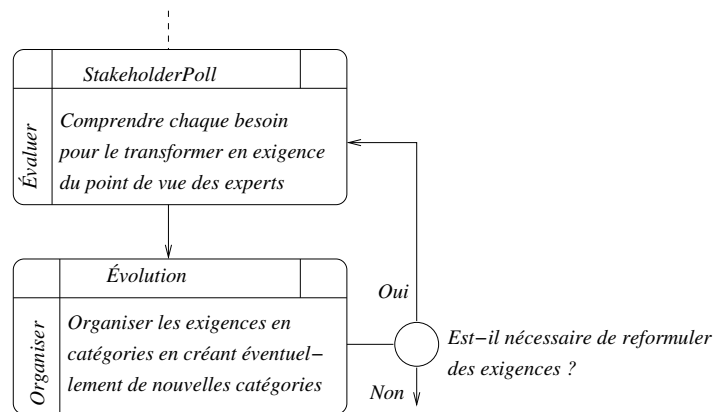 StakeholderPoll
Évaluer
Comprendre chaque besoin
pour le transformer en exigence
du point de vue des experts
Évolution
Organiser
Organiser les exigences en
catégories en créant éventuel−
lement de nouvelles catégories
Oui
Est−il nécessaire de reformuler
des exigences ?
Non